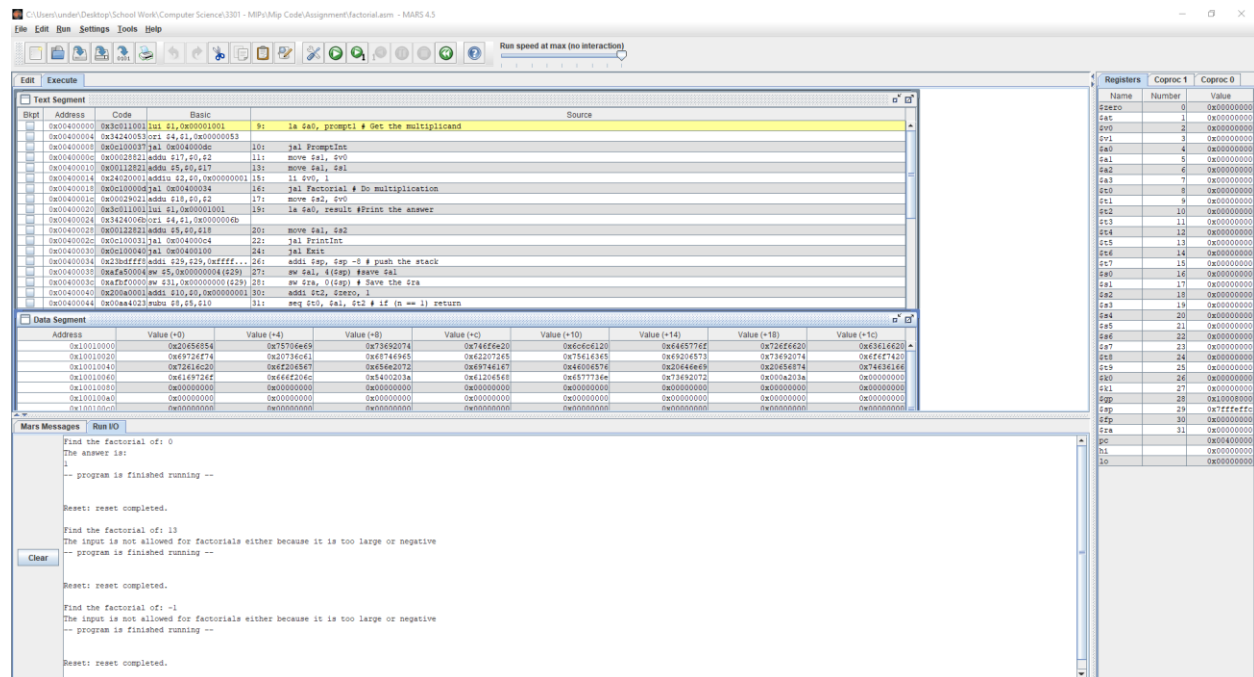 C:\Users\under\Desktop\School Work\Computer Science\3301 - MIPs\Mip Code\Assignment\factorial.asm - MARS 4.5
File Edit Run Settings Tools Help
Run speed at max (no interaction)
Edit Execute
Text Segment
Bkpt Address Code Basic Source
0x00400000 0x3c011001 lui $1,0x00001001 9: la $a0, prompt1 # Get the multiplicand
0x00400004 0x34240053 ori $4,$1,0x00000053
0x00400008 0x0c100037 jal 0x004000dc 10: jal PromptInt
0x0040000c 0x00028821 addu $17,$0,$2 11: move $s1, $v0
0x00400010 0x00112821 addu $5,$0,$17 13: move $a1, $s1
0x00400014 0x24020001 addiu $2,$0,0x00000001 15: li $v0, 1
0x00400018 0x0c10000d jal 0x00400034 16: jal Factorial # Do multiplication
0x0040001c 0x00029021 addu $18,$0,$2 17: move $s2, $v0
0x00400020 0x3c011001 lui $1,0x00001001 19: la $a0, result #Print the answer
0x00400024 0x3424006b ori $4,$1,0x0000006b
0x00400028 0x00122821 addu $5,$0,$18 20: move $a1, $s2
0x0040002c 0x0c100031 jal 0x004000c4 22: jal PrintInt
0x00400030 0x0c100040 jal 0x00400100 24: jal Exit
0x00400034 0x23bdfff8 addi $29,$29,0xffff... 26: addi $sp, $sp -8 # push the stack
0x00400038 0xafa50004 sw $5,0x00000004($29) 27: sw $a1, 4($sp) #save $a1
0x0040003c 0xafbf0000 sw $31,0x00000000($29) 28: sw $ra, 0($sp) # Save the $ra
0x00400040 0x200a0001 addi $10,$0,0x00000001 30: addi $t2, $zero, 1
0x00400044 0x00aa4023 subu $8,$5,$10 31: seq $t0, $a1, $t2 # if (n == 1) return
Data Segment
Address Value (+0) Value (+4) Value (+8) Value (+c) Value (+10) Value (+14) Value (+18) Value (+1c)
0x10010000 0x20656854 0x75706e69 0x73692074 0x746f6e20 0x6c6c6120 0x6465776f 0x726f6620 0x63616620
0x10010020 0x69726f74 0x20736c61 0x68746965 0x62207265 0x75616365 0x69206573 0x73692074 0x6f6f7420
0x10010040 0x72616c20 0x6f206567 0x656e2072 0x69746167 0x46006576 0x20646e69 0x20656874 0x74636166
0x10010060 0x6169726f 0x666f206c 0x5400203a 0x61206568 0x6577736e 0x73692072 0x000a203a 0x00000000
0x10010080 0x00000000 0x00000000 0x00000000 0x00000000 0x00000000 0x00000000 0x00000000 0x00000000
0x100100a0 0x00000000 0x00000000 0x00000000 0x00000000 0x00000000 0x00000000 0x00000000 0x00000000
0x100100c0 0x00000000 0x00000000 0x00000000 0x00000000 0x00000000 0x00000000 0x00000000 0x00000000
Mars Messages Run I/O
Clear
Find the factorial of: 0
The answer is:
1
-- program is finished running --
Reset: reset completed.
Find the factorial of: 13
The input is not allowed for factorials either because it is too large or negative
-- program is finished running --
Reset: reset completed.
Find the factorial of: -1
The input is not allowed for factorials either because it is too large or negative
-- program is finished running --
Reset: reset completed.
Registers Coproc 1 Coproc 0
Name Number Value
$zero 0 0x00000000
$at 1 0x00000000
$v0 2 0x00000000
$v1 3 0x00000000
$a0 4 0x00000000
$a1 5 0x00000000
$a2 6 0x00000000
$a3 7 0x00000000
$t0 8 0x00000000
$t1 9 0x00000000
$t2 10 0x00000000
$t3 11 0x00000000
$t4 12 0x00000000
$t5 13 0x00000000
$t6 14 0x00000000
$t7 15 0x00000000
$s0 16 0x00000000
$s1 17 0x00000000
$s2 18 0x00000000
$s3 19 0x00000000
$s4 20 0x00000000
$s5 21 0x00000000
$s6 22 0x00000000
$s7 23 0x00000000
$t8 24 0x00000000
$t9 25 0x00000000
$k0 26 0x00000000
$k1 27 0x00000000
$gp 28 0x10008000
$sp 29 0x7fffeffc
$fp 30 0x00000000
$ra 31 0x00000000
pc 0x00400000
hi 0x00000000
lo 0x00000000